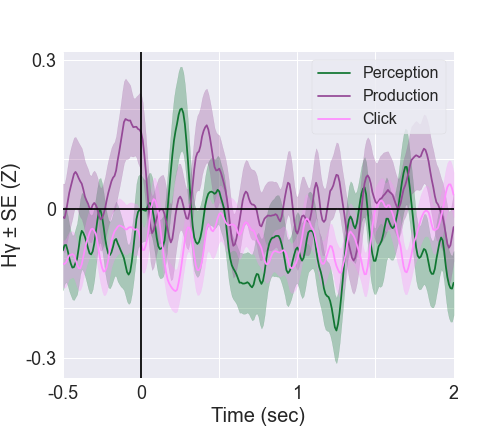 0.3
0
-0.3
Hγ ± SE (Z)
Perception
Production
Click
-0.5
0
1
2
Time (sec)